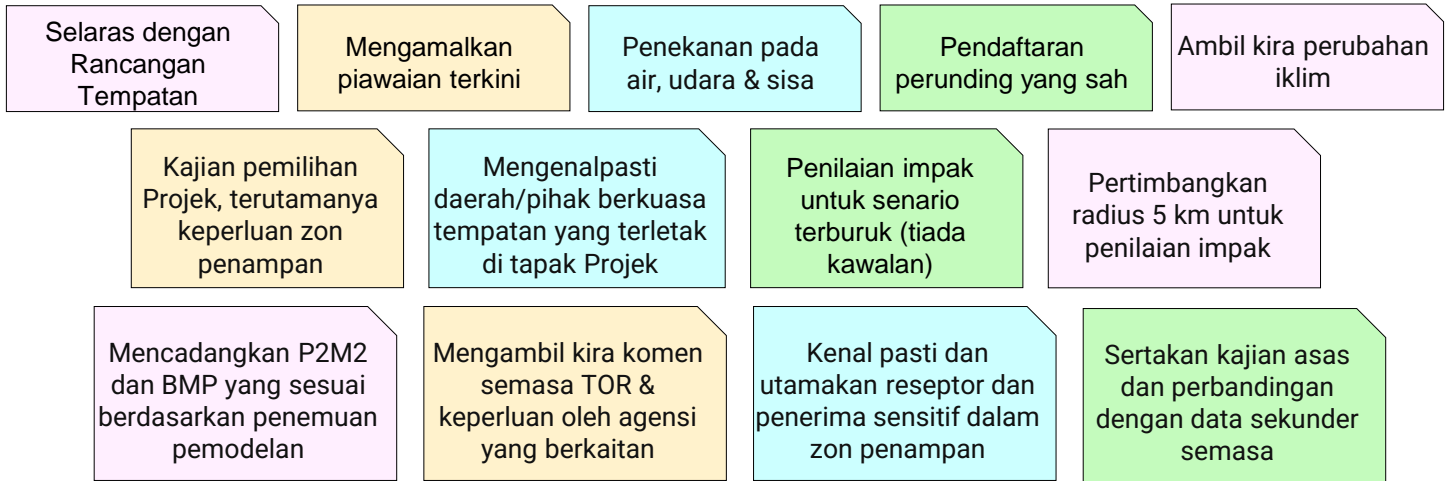 Selaras dengan
Rancangan
Tempatan
Mengamalkan
piawaian terkini
Penekanan pada
air, udara & sisa
Pendaftaran
perunding yang sah
Ambil kira perubahan
iklim
Kajian pemilihan
Projek, terutamanya
keperluan zon
penampan
Mengenalpasti
daerah/pihak berkuasa
tempatan yang terletak
di tapak Projek
Penilaian impak
untuk senario
terburuk (tiada
kawalan)
Pertimbangkan
radius 5 km untuk
penilaian impak
Mencadangkan P2M2
dan BMP yang sesuai
berdasarkan penemuan
pemodelan
Mengambil kira komen
semasa TOR &
keperluan oleh agensi
yang berkaitan
Kenal pasti dan
utamakan reseptor dan
penerima sensitif dalam
zon penampan
Sertakan kajian asas
dan perbandingan
dengan data sekunder
semasa